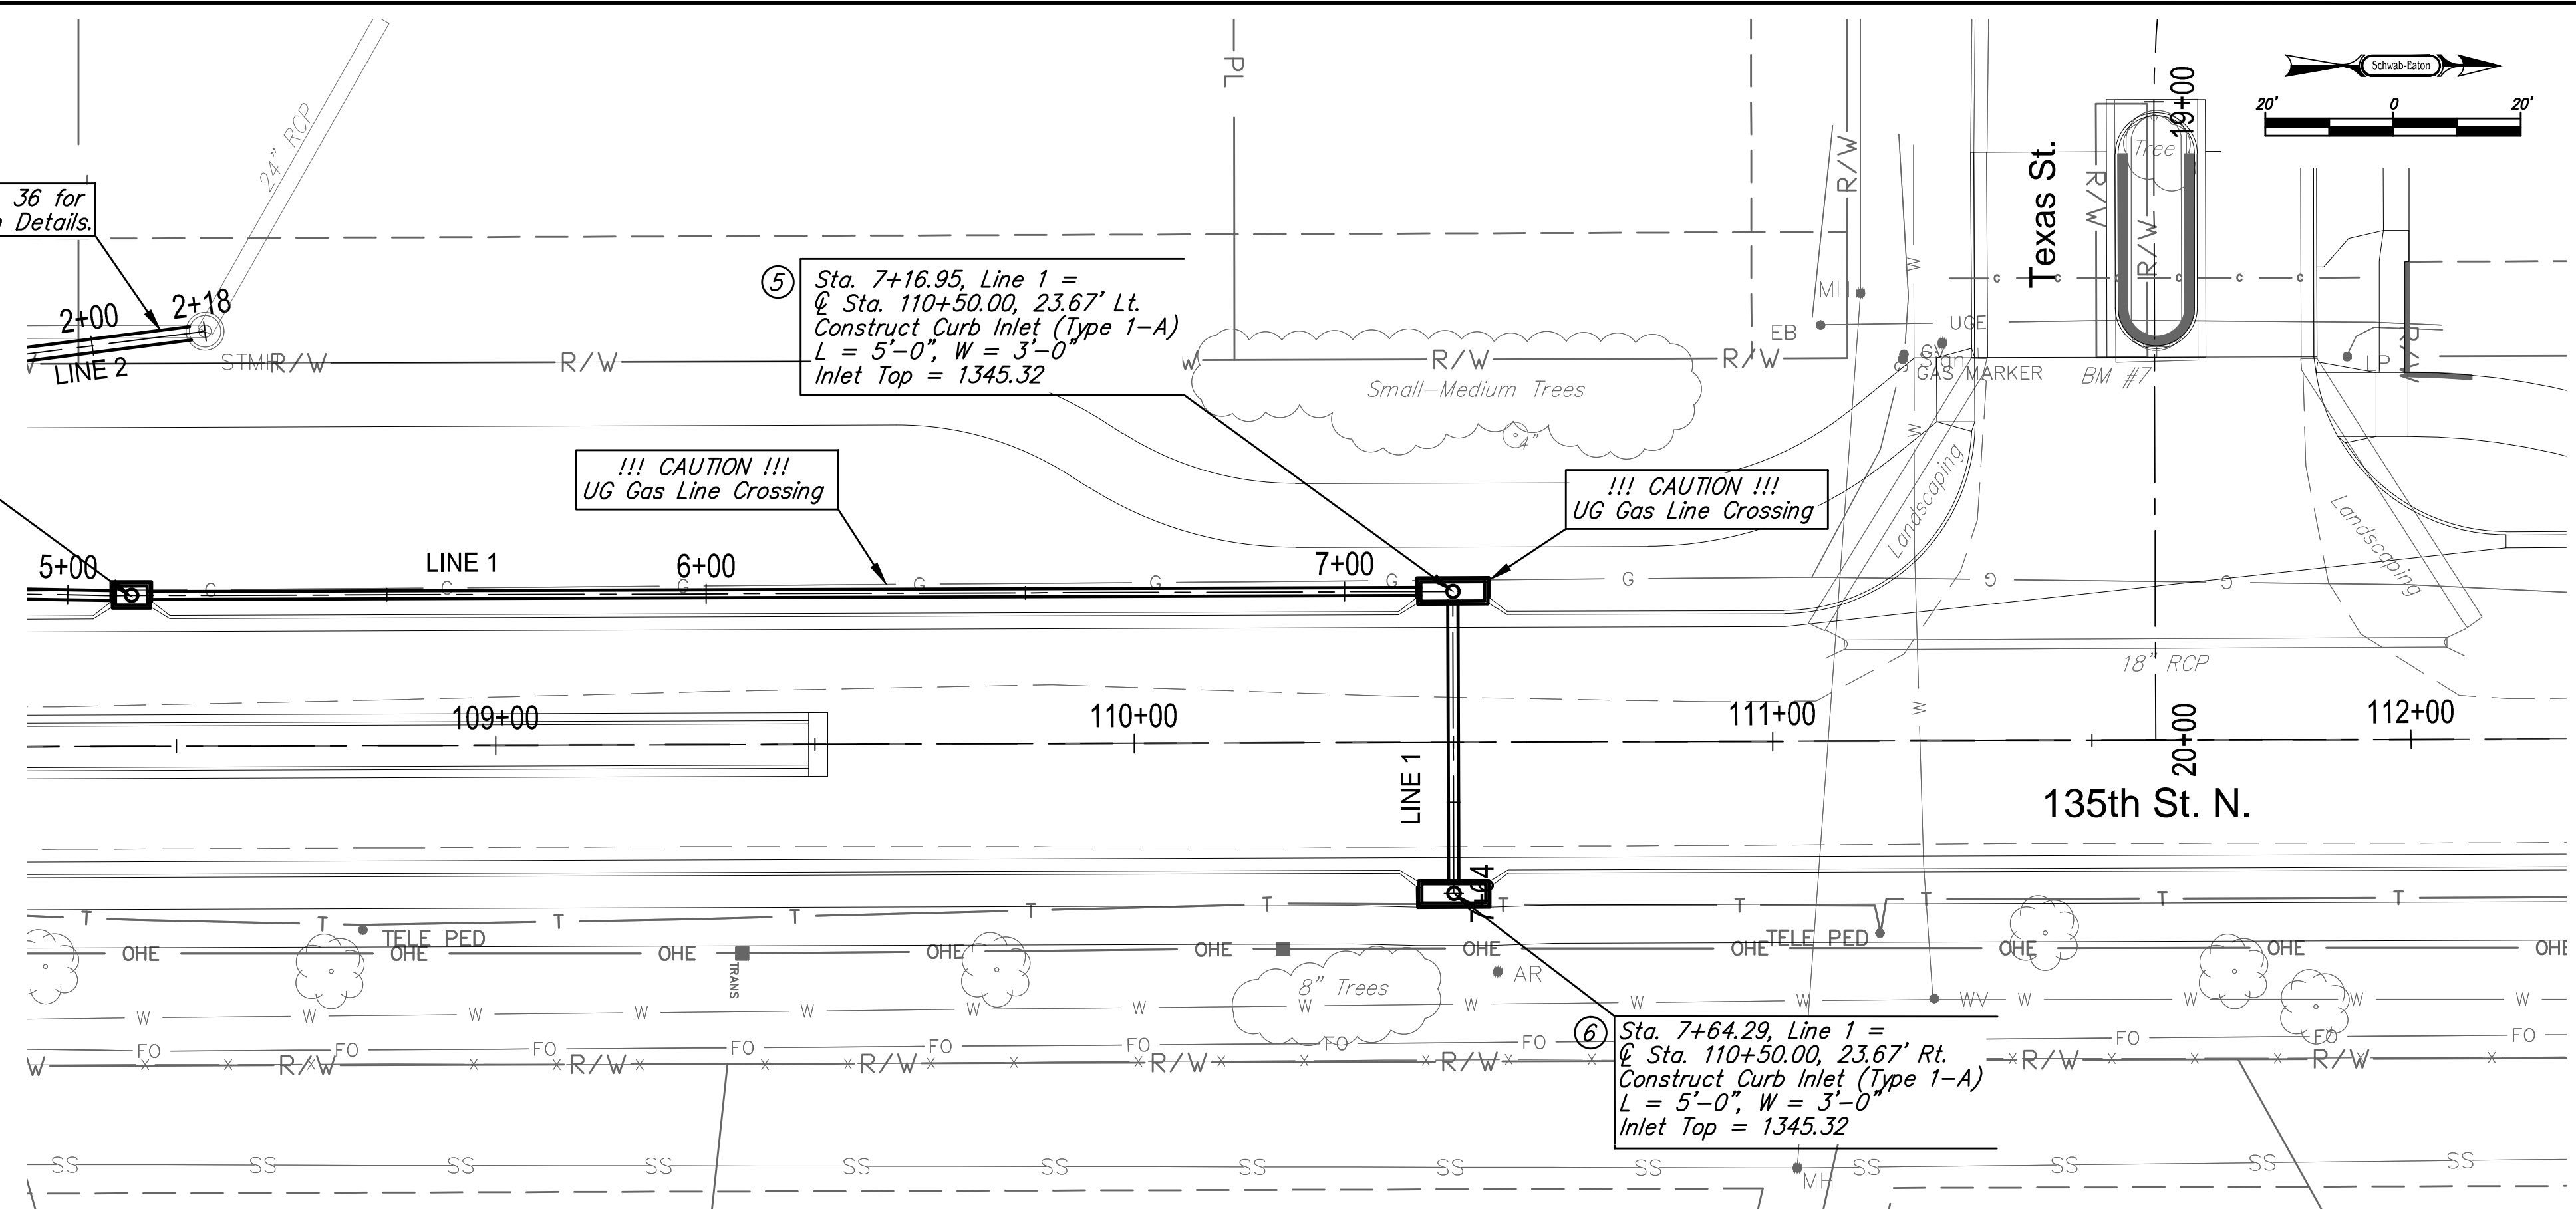 PL
Schwab-Eaton
20' 0 20'
24" RCP
36 for
Details.
2+00
2+18
LINE 2
STMH
R/W
R/W
5
Sta. 7+16.95, Line 1 =
℄ Sta. 110+50.00, 23.67' Lt.
Construct Curb Inlet (Type 1-A)
L = 5'-0", W = 3'-0"
Inlet Top = 1345.32
W
R/W
R/W
R/W
Small-Medium Trees
4"
MH
EB
UGE
GV
Sign
GAS MARKER
BM #7
Texas St.
R/W
R/W
Tree
19+00
C C C C C C
LP
R/W
W
W
W
!!! CAUTION !!!
UG Gas Line Crossing
!!! CAUTION !!!
UG Gas Line Crossing
Landscaping
Landscaping
5+00
LINE 1
6+00
7+00
G G G G G G G G G
18" RCP
109+00
110+00
111+00
112+00
20+00
LINE 1
135th St. N.
7+64
T T T T T T T T T T T
TELE PED
TELE PED
OHE OHE OHE OHE OHE OHE OHE OHE OHE OHE
TRANS
8" Trees
AR
WV
W W W W W W W W W W W W W W W
FO FO FO FO FO FO FO FO FO FO FO
W R/W R/W R/W R/W R/W R/W R/W
6
Sta. 7+64.29, Line 1 =
℄ Sta. 110+50.00, 23.67' Rt.
Construct Curb Inlet (Type 1-A)
L = 5'-0", W = 3'-0"
Inlet Top = 1345.32
SS SS SS SS SS SS SS SS SS SS SS SS SS
MH